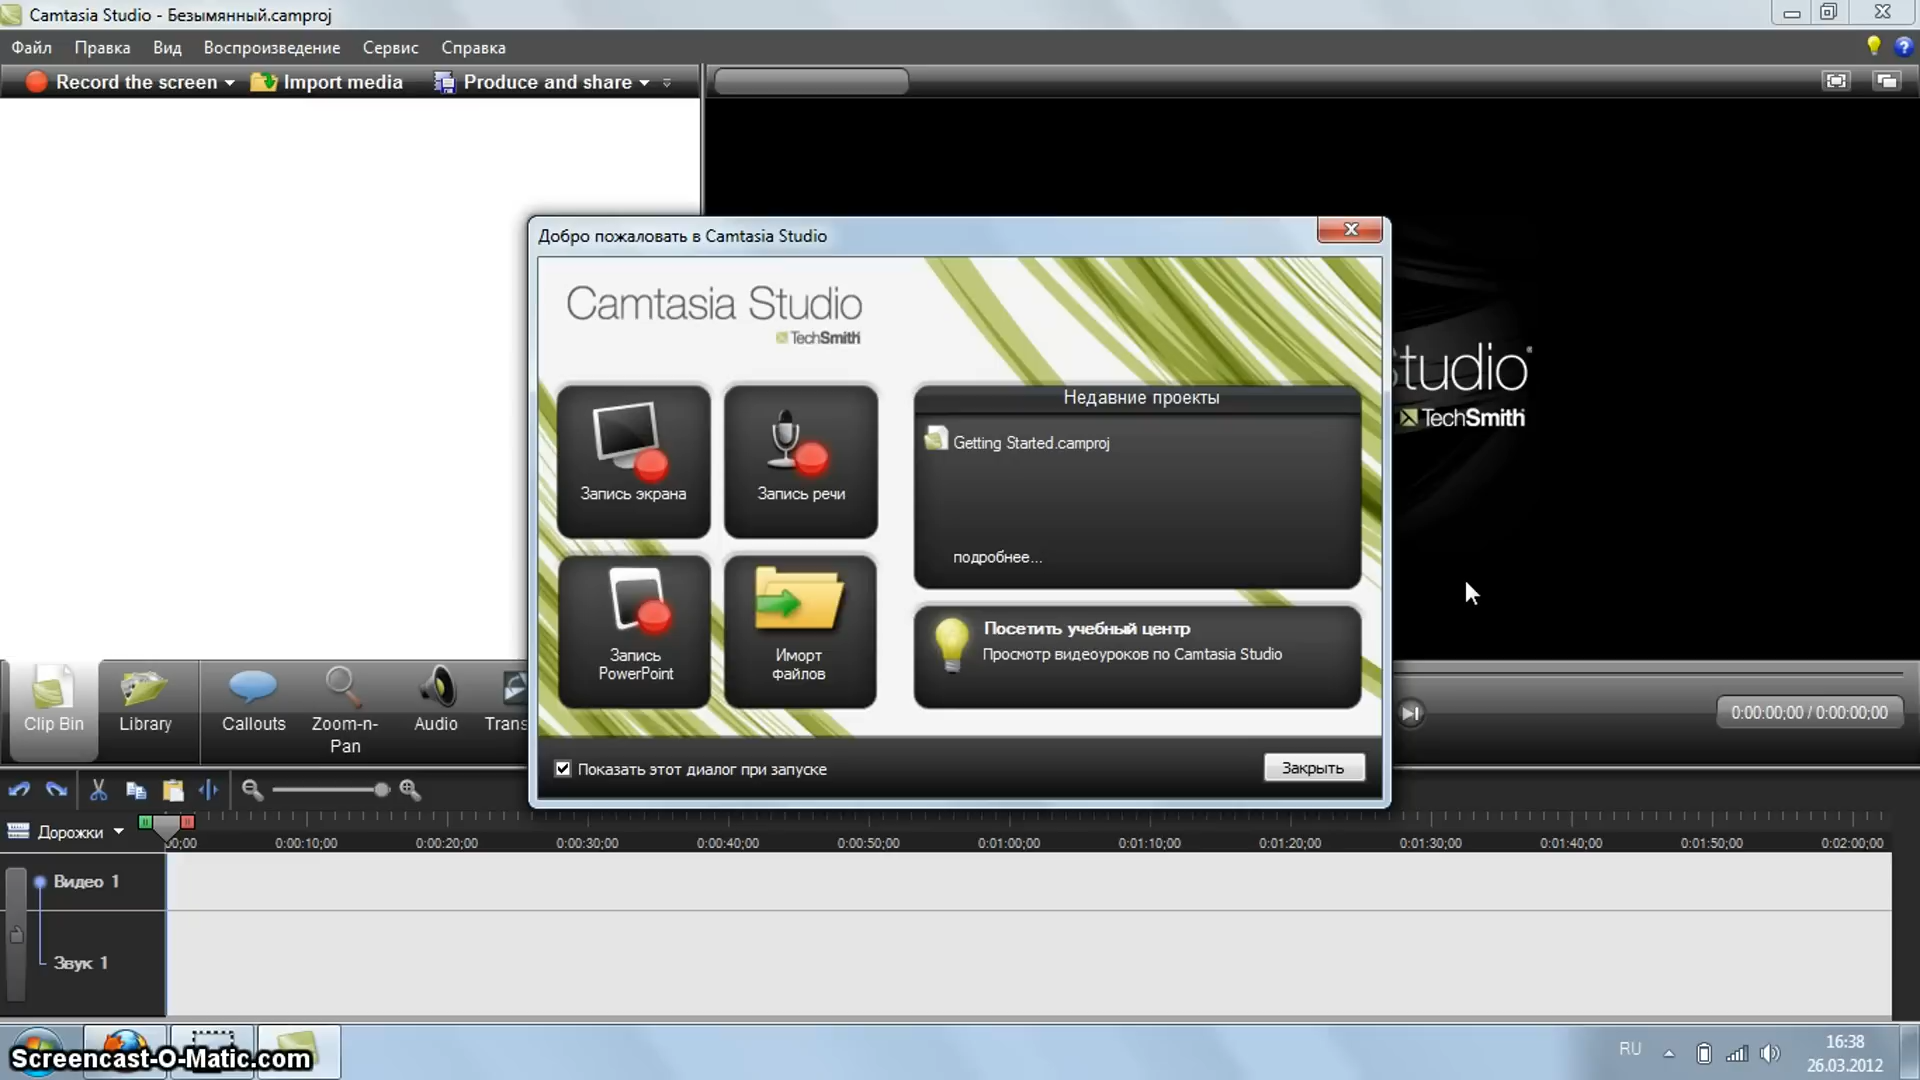 Camtasia Studio - Безымянный.camproj
Файл Правка Вид Воспроизведение Сервис Справка
Record the screen Import media Produce and share
Добро пожаловать в Camtasia Studio
Camtasia Studio
TechSmith
Запись экрана
Запись речи
Запись PowerPoint
Иморт файлов
Недавние проекты
Getting Started.camproj
подробнее...
Посетить учебный центр
Просмотр видеоуроков по Camtasia Studio
Показать этот диалог при запуске
Закрыть
tudio
TechSmith
Clip Bin
Library
Callouts
Zoom-n-Pan
Audio
Trans
0:00:00;00 / 0:00:00;00
Дорожки
00;00 0:00:10;00 0:00:20;00 0:00:30;00 0:00:40;00 0:00:50;00 0:01:00;00 0:01:10;00 0:01:20;00 0:01:30;00 0:01:40;00 0:01:50;00 0:02:00;00
Видео 1
Звук 1
Screencast-O-Matic.com
RU
16:38
26.03.2012